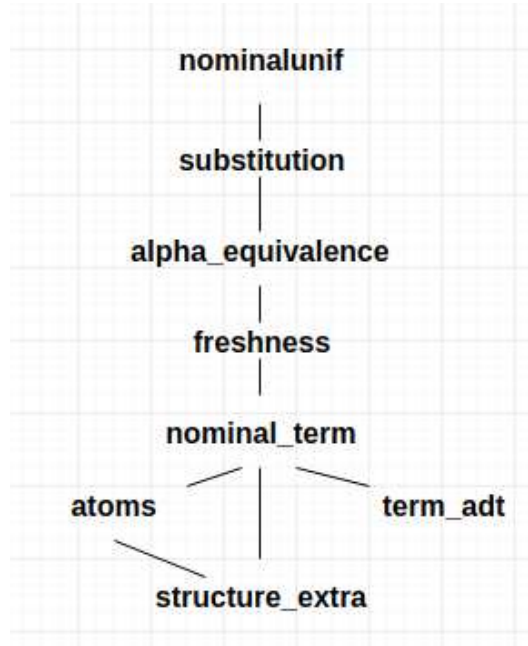 nominalunif
substitution
alpha_equivalence
freshness
nominal_term
atoms
term_adt
structure_extra